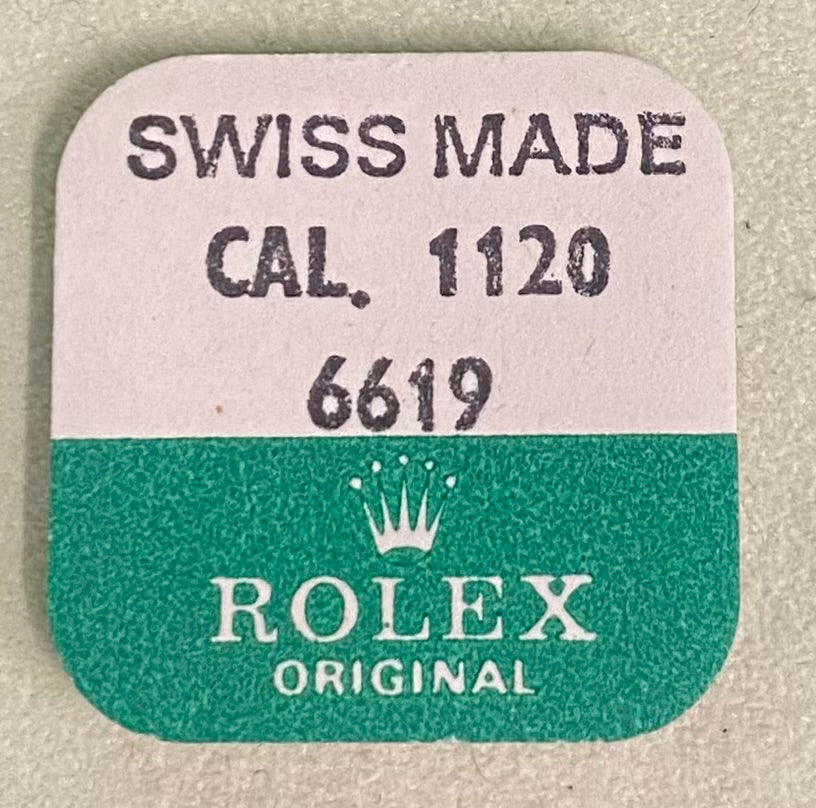 SWISS MADE
CAL. 1120
6619
ROLEX
ORIGINAL